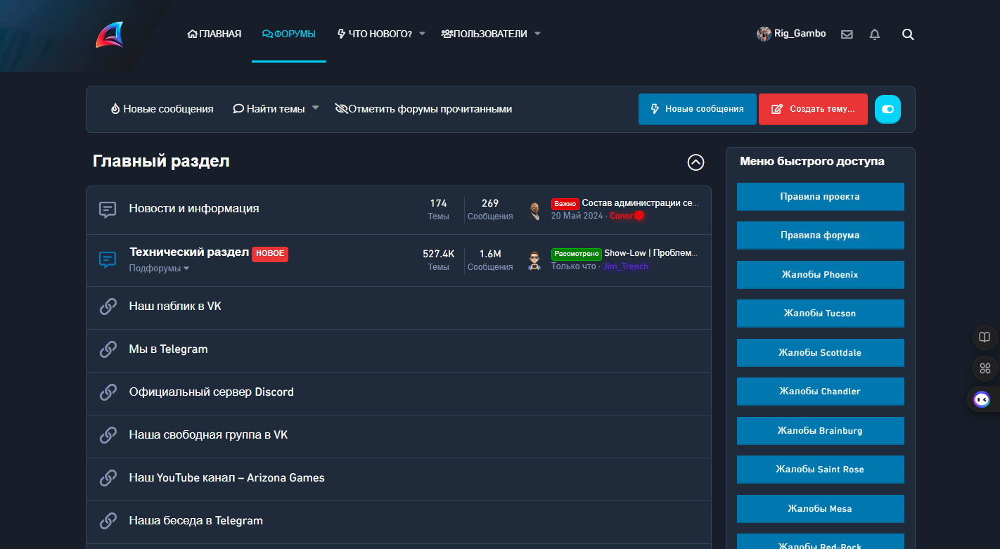 ГЛАВНАЯ
ФОРУМЫ
ЧТО НОВОГО?
ПОЛЬЗОВАТЕЛИ
Rig_Gambo
Новые сообщения
Найти темы
Отметить форумы прочитанными
Новые сообщения
Создать тему...
Главный раздел
Новости и информация
174
Темы
269
Сообщения
Важно Состав администрации се...
20 Май 2024 · Conor
Технический раздел НОВОЕ
Подфорумы
527.4K
Темы
1.6M
Сообщения
Рассмотрено Show-Low | Проблем...
Только что · Jim_Trench
Наш паблик в VK
Мы в Telegram
Официальный сервер Discord
Наша свободная группа в VK
Наш YouTube канал – Arizona Games
Наша беседа в Telegram
Меню быстрого доступа
Правила проекта
Правила форума
Жалобы Phoenix
Жалобы Tucson
Жалобы Scottdale
Жалобы Chandler
Жалобы Brainburg
Жалобы Saint Rose
Жалобы Mesa
Жалобы Red-Rock